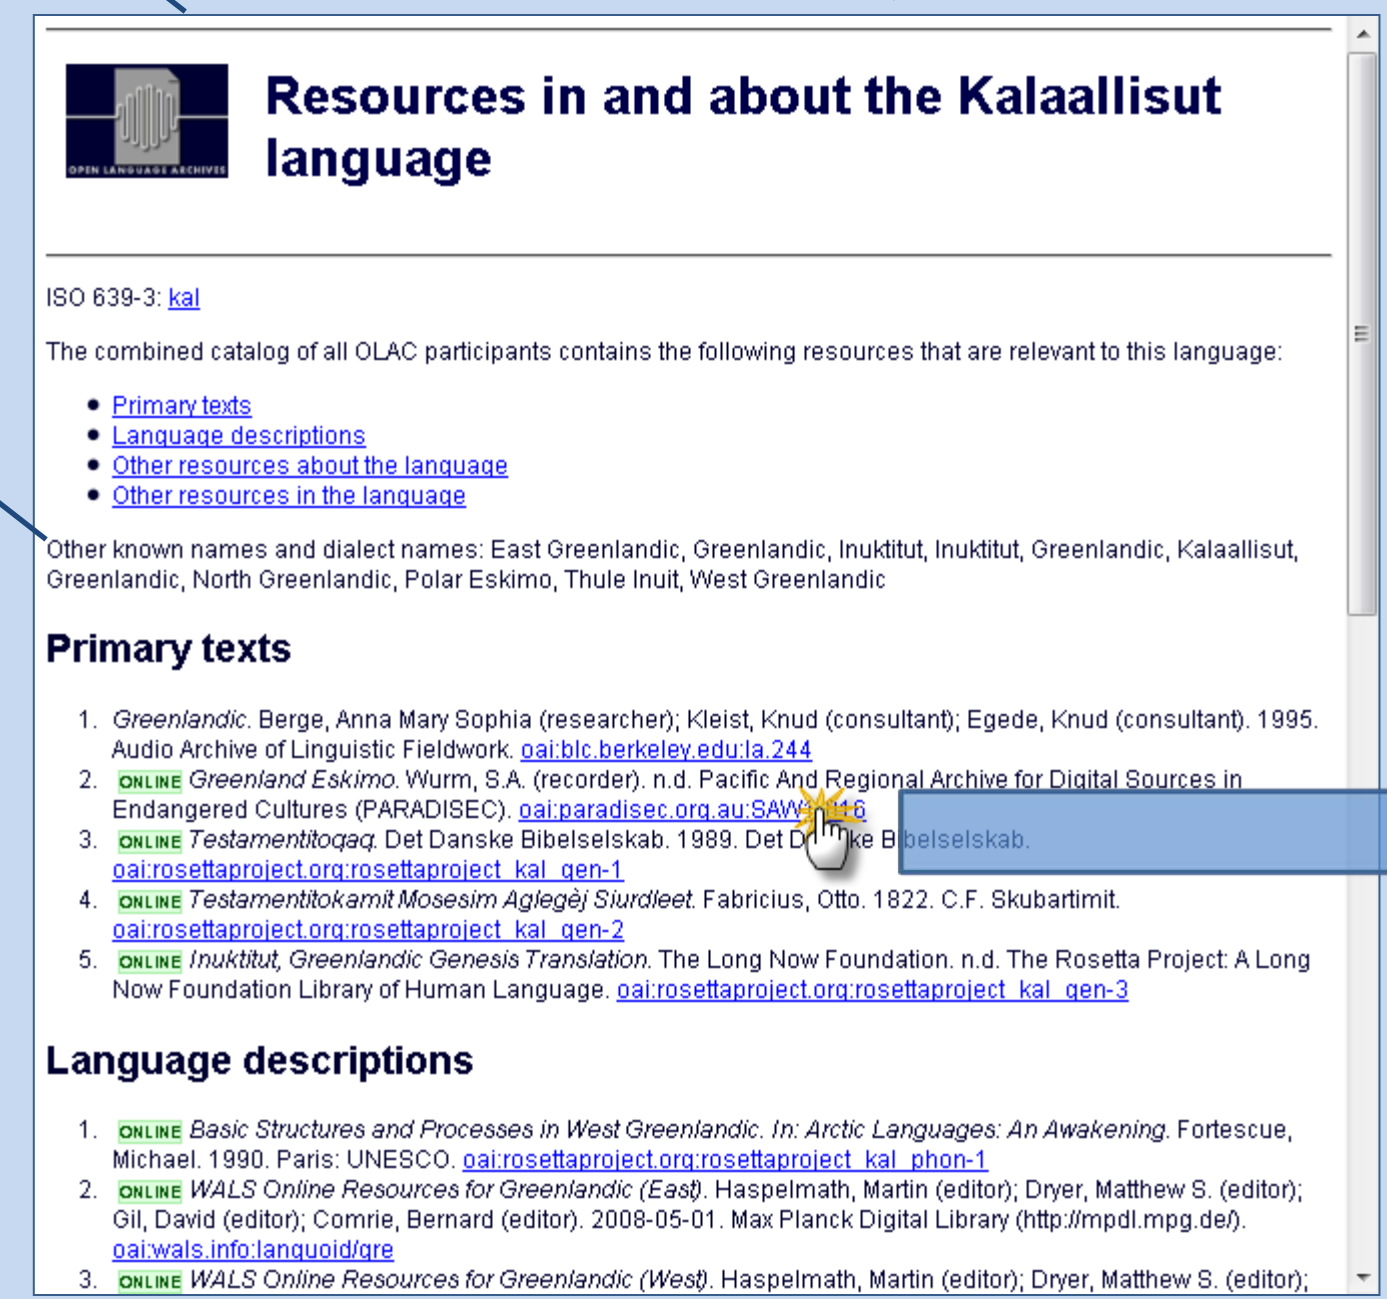 OPEN LANGUAGE ARCHIVES
Resources in and about the Kalaallisut
language
ISO 639-3: kal
The combined catalog of all OLAC participants contains the following resources that are relevant to this language:
• Primary texts
• Language descriptions
• Other resources about the language
• Other resources in the language
Other known names and dialect names: East Greenlandic, Greenlandic, Inuktitut, Inuktitut, Greenlandic, Kalaallisut,
Greenlandic, North Greenlandic, Polar Eskimo, Thule Inuit, West Greenlandic
Primary texts
1. Greenlandic. Berge, Anna Mary Sophia (researcher); Kleist, Knud (consultant); Egede, Knud (consultant). 1995.
Audio Archive of Linguistic Fieldwork. oai:blc.berkeley.edu:la.244
2. ONLINE Greenland Eskimo. Wurm, S.A. (recorder). n.d. Pacific And Regional Archive for Digital Sources in
Endangered Cultures (PARADISEC).
3. ONLINE Testamentitoqaq. Det Danske Bibelselskab. 1989. Det Bibelselskab.
oai:rosettaproject.org:rosettaproject_kal_gen-1
4. ONLINE Testamentitokamit Mosesim Aglegèj Siurdleet. Fabricius, Otto. 1822. C.F. Skubartimit.
oai:rosettaproject.org:rosettaproject_kal_gen-2
5. ONLINE Inuktitut, Greenlandic Genesis Translation. The Long Now Foundation. n.d. The Rosetta Project: A Long
Now Foundation Library of Human Language. oai:rosettaproject.org:rosettaproject_kal_gen-3
Language descriptions
1. ONLINE Basic Structures and Processes in West Greenlandic. In: Arctic Languages: An Awakening. Fortescue,
Michael. 1990. Paris: UNESCO. oai:rosettaproject.org:rosettaproject_kal_phon-1
2. ONLINE WALS Online Resources for Greenlandic (East). Haspelmath, Martin (editor); Dryer, Matthew S. (editor);
Gil, David (editor); Comrie, Bernard (editor). 2008-05-01. Max Planck Digital Library (http://mpdl.mpg.de/).
oai:wals.info:languoid/gre
3. ONLINE WALS Online Resources for Greenlandic (West). Haspelmath, Martin (editor); Dryer, Matthew S. (editor);